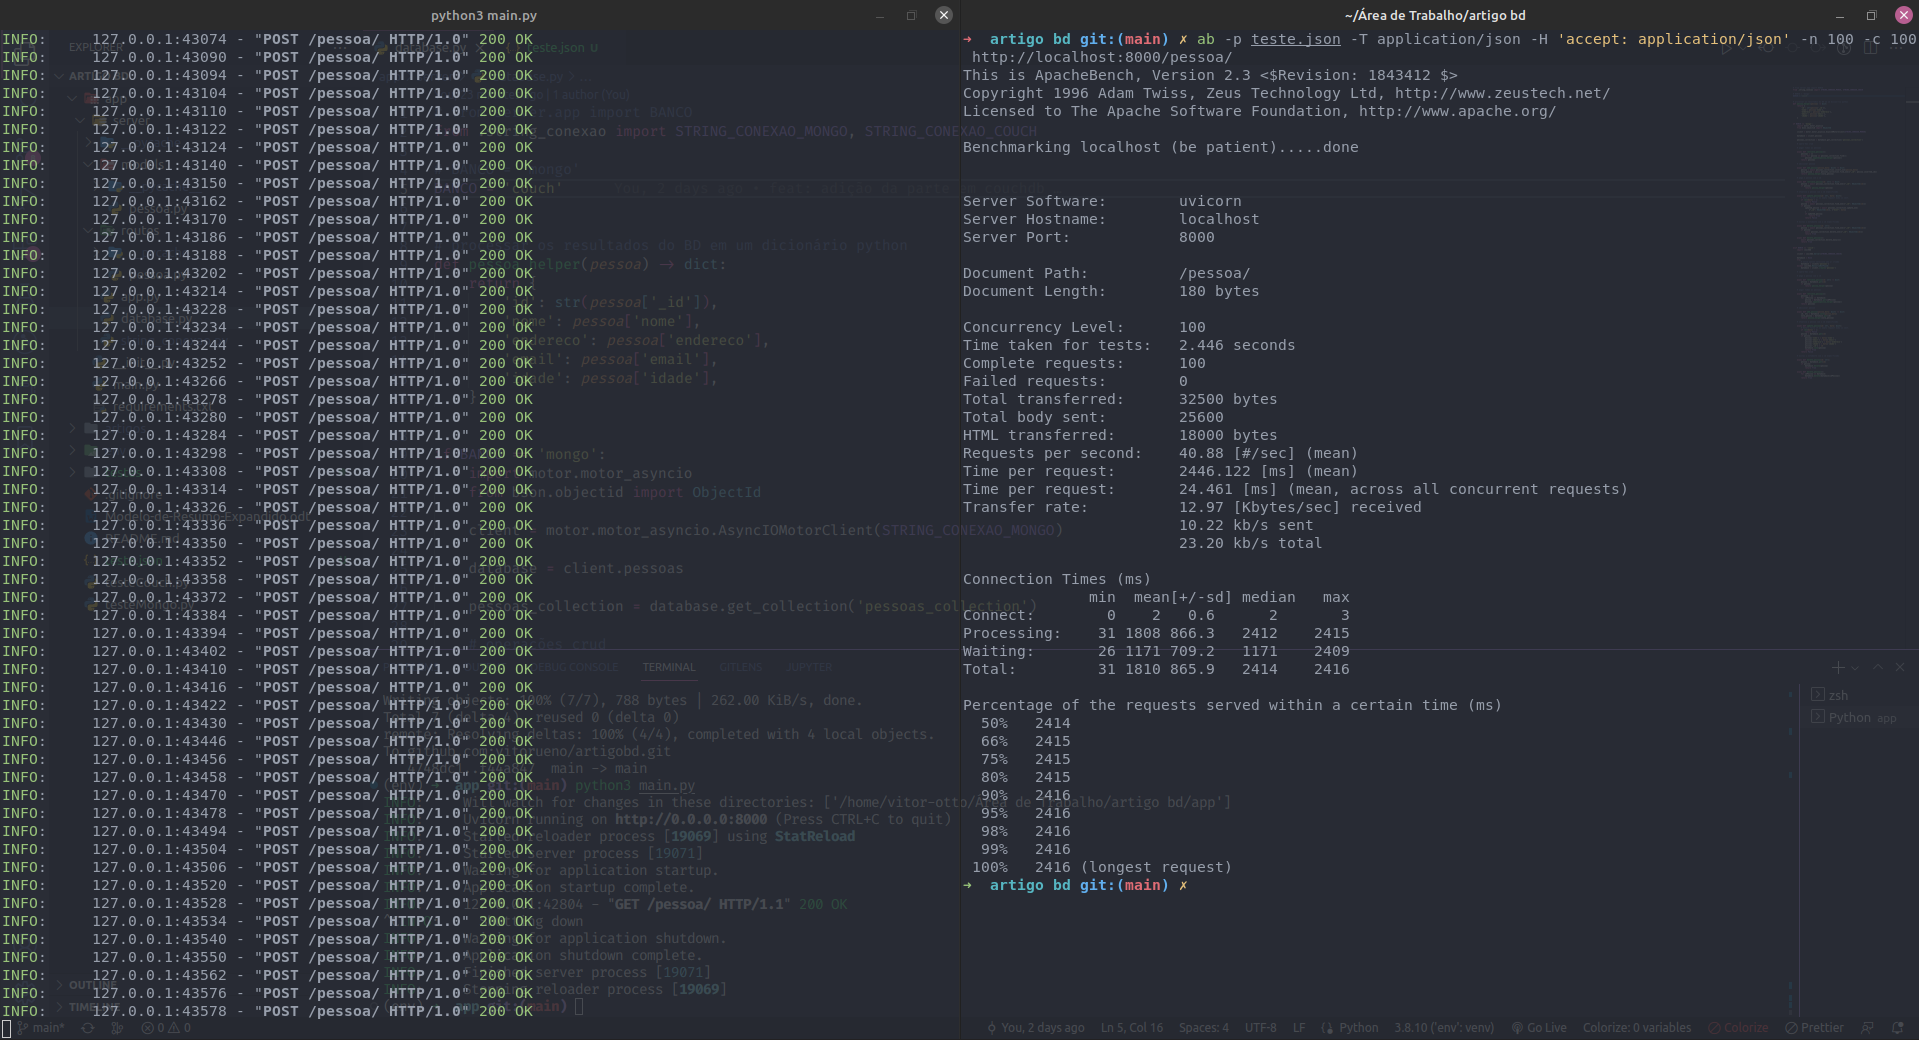 python3 main.py
INFO:     127.0.0.1:43074 - "POST /pessoa/ HTTP/1.0" 200 OK
INFO:     127.0.0.1:43090 - "POST /pessoa/ HTTP/1.0" 200 OK
INFO:     127.0.0.1:43094 - "POST /pessoa/ HTTP/1.0" 200 OK
INFO:     127.0.0.1:43104 - "POST /pessoa/ HTTP/1.0" 200 OK
INFO:     127.0.0.1:43110 - "POST /pessoa/ HTTP/1.0" 200 OK
INFO:     127.0.0.1:43122 - "POST /pessoa/ HTTP/1.0" 200 OK
INFO:     127.0.0.1:43124 - "POST /pessoa/ HTTP/1.0" 200 OK
INFO:     127.0.0.1:43140 - "POST /pessoa/ HTTP/1.0" 200 OK
INFO:     127.0.0.1:43150 - "POST /pessoa/ HTTP/1.0" 200 OK
INFO:     127.0.0.1:43162 - "POST /pessoa/ HTTP/1.0" 200 OK
INFO:     127.0.0.1:43170 - "POST /pessoa/ HTTP/1.0" 200 OK
INFO:     127.0.0.1:43186 - "POST /pessoa/ HTTP/1.0" 200 OK
INFO:     127.0.0.1:43188 - "POST /pessoa/ HTTP/1.0" 200 OK
INFO:     127.0.0.1:43202 - "POST /pessoa/ HTTP/1.0" 200 OK
INFO:     127.0.0.1:43214 - "POST /pessoa/ HTTP/1.0" 200 OK
INFO:     127.0.0.1:43228 - "POST /pessoa/ HTTP/1.0" 200 OK
INFO:     127.0.0.1:43234 - "POST /pessoa/ HTTP/1.0" 200 OK
INFO:     127.0.0.1:43244 - "POST /pessoa/ HTTP/1.0" 200 OK
INFO:     127.0.0.1:43252 - "POST /pessoa/ HTTP/1.0" 200 OK
INFO:     127.0.0.1:43266 - "POST /pessoa/ HTTP/1.0" 200 OK
INFO:     127.0.0.1:43278 - "POST /pessoa/ HTTP/1.0" 200 OK
INFO:     127.0.0.1:43280 - "POST /pessoa/ HTTP/1.0" 200 OK
INFO:     127.0.0.1:43284 - "POST /pessoa/ HTTP/1.0" 200 OK
INFO:     127.0.0.1:43298 - "POST /pessoa/ HTTP/1.0" 200 OK
INFO:     127.0.0.1:43308 - "POST /pessoa/ HTTP/1.0" 200 OK
INFO:     127.0.0.1:43314 - "POST /pessoa/ HTTP/1.0" 200 OK
INFO:     127.0.0.1:43326 - "POST /pessoa/ HTTP/1.0" 200 OK
INFO:     127.0.0.1:43336 - "POST /pessoa/ HTTP/1.0" 200 OK
INFO:     127.0.0.1:43350 - "POST /pessoa/ HTTP/1.0" 200 OK
INFO:     127.0.0.1:43352 - "POST /pessoa/ HTTP/1.0" 200 OK
INFO:     127.0.0.1:43358 - "POST /pessoa/ HTTP/1.0" 200 OK
INFO:     127.0.0.1:43372 - "POST /pessoa/ HTTP/1.0" 200 OK
INFO:     127.0.0.1:43384 - "POST /pessoa/ HTTP/1.0" 200 OK
INFO:     127.0.0.1:43394 - "POST /pessoa/ HTTP/1.0" 200 OK
INFO:     127.0.0.1:43402 - "POST /pessoa/ HTTP/1.0" 200 OK
INFO:     127.0.0.1:43410 - "POST /pessoa/ HTTP/1.0" 200 OK
INFO:     127.0.0.1:43416 - "POST /pessoa/ HTTP/1.0" 200 OK
INFO:     127.0.0.1:43422 - "POST /pessoa/ HTTP/1.0" 200 OK
INFO:     127.0.0.1:43430 - "POST /pessoa/ HTTP/1.0" 200 OK
INFO:     127.0.0.1:43446 - "POST /pessoa/ HTTP/1.0" 200 OK
INFO:     127.0.0.1:43456 - "POST /pessoa/ HTTP/1.0" 200 OK
INFO:     127.0.0.1:43458 - "POST /pessoa/ HTTP/1.0" 200 OK
INFO:     127.0.0.1:43470 - "POST /pessoa/ HTTP/1.0" 200 OK
INFO:     127.0.0.1:43478 - "POST /pessoa/ HTTP/1.0" 200 OK
INFO:     127.0.0.1:43494 - "POST /pessoa/ HTTP/1.0" 200 OK
INFO:     127.0.0.1:43504 - "POST /pessoa/ HTTP/1.0" 200 OK
INFO:     127.0.0.1:43506 - "POST /pessoa/ HTTP/1.0" 200 OK
INFO:     127.0.0.1:43520 - "POST /pessoa/ HTTP/1.0" 200 OK
INFO:     127.0.0.1:43528 - "POST /pessoa/ HTTP/1.0" 200 OK
INFO:     127.0.0.1:43534 - "POST /pessoa/ HTTP/1.0" 200 OK
INFO:     127.0.0.1:43540 - "POST /pessoa/ HTTP/1.0" 200 OK
INFO:     127.0.0.1:43550 - "POST /pessoa/ HTTP/1.0" 200 OK
INFO:     127.0.0.1:43562 - "POST /pessoa/ HTTP/1.0" 200 OK
INFO:     127.0.0.1:43576 - "POST /pessoa/ HTTP/1.0" 200 OK
INFO:     127.0.0.1:43578 - "POST /pessoa/ HTTP/1.0" 200 OK
~/Área de Trabalho/artigo bd
➜  artigo bd git:(main) ✗ ab -p teste.json -T application/json -H 'accept: application/json' -n 100 -c 100
 http://localhost:8000/pessoa/
This is ApacheBench, Version 2.3 <$Revision: 1843412 $>
Copyright 1996 Adam Twiss, Zeus Technology Ltd, http://www.zeustech.net/
Licensed to The Apache Software Foundation, http://www.apache.org/
Benchmarking localhost (be patient).....done
Server Software:        uvicorn
Server Hostname:        localhost
Server Port:            8000
Document Path:          /pessoa/
Document Length:        180 bytes
Concurrency Level:      100
Time taken for tests:   2.446 seconds
Complete requests:      100
Failed requests:        0
Total transferred:      32500 bytes
Total body sent:        25600
HTML transferred:       18000 bytes
Requests per second:    40.88 [#/sec] (mean)
Time per request:       2446.122 [ms] (mean)
Time per request:       24.461 [ms] (mean, across all concurrent requests)
Transfer rate:          12.97 [Kbytes/sec] received
                        10.22 kb/s sent
                        23.20 kb/s total
Connection Times (ms)
              min  mean[+/-sd] median   max
Connect:        0    2   0.6      2       3
Processing:    31 1808 866.3   2412    2415
Waiting:       26 1171 709.2   1171    2409
Total:         31 1810 865.9   2414    2416
Percentage of the requests served within a certain time (ms)
  50%   2414
  66%   2415
  75%   2415
  80%   2415
  90%   2416
  95%   2416
  98%   2416
  99%   2416
 100%   2416 (longest request)
➜  artigo bd git:(main) ✗
import STRING_CONEXAO_MONGO, STRING_CONEXAO_COUCH
os resultados do BD em um dicionário python
motor.motor_asyncio
import ObjectId
motor.motor_asyncio.AsyncIOMotorClient(STRING_CONEXAO_MONGO)
database = client.pessoas
pessoas_collection = database.get_collection('pessoas_collection')
TERMINAL GITLENS JUPYTER
zsh
Python app
OUTLINE
TIMELINE
main* 0 0 You, 2 days ago Ln 5, Col 16 Spaces: 4 UTF-8 LF Python 3.8.10 ('env': venv) Go Live Colorize: 0 variables Colorize Prettier